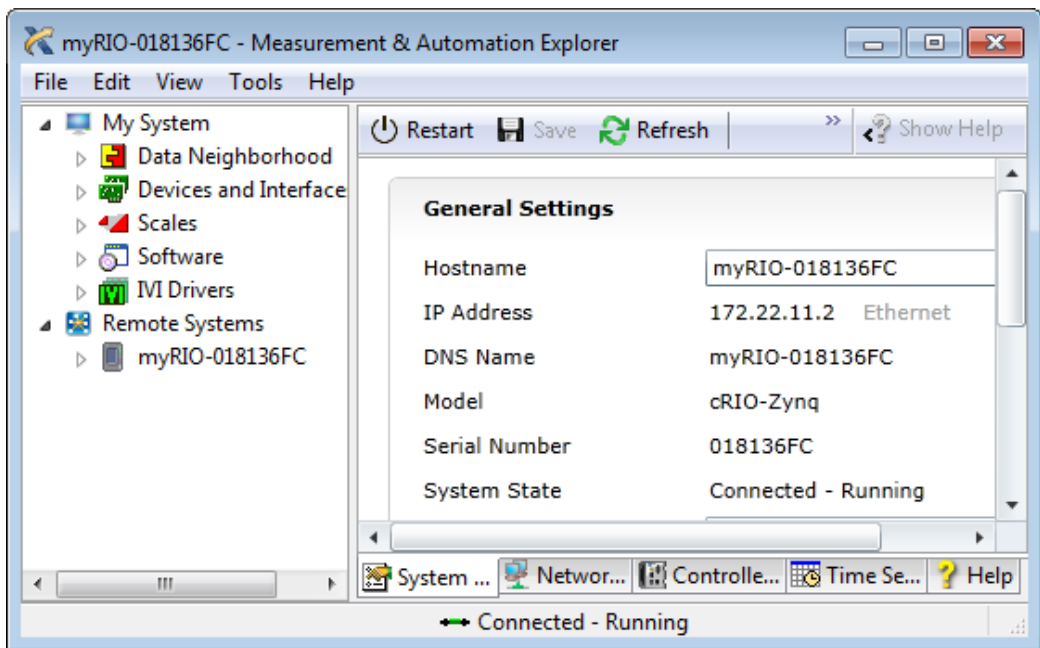 myRIO-018136FC - Measurement & Automation Explorer
File Edit View Tools Help
My System
Data Neighborhood
Devices and Interface
Scales
Software
IVI Drivers
Remote Systems
myRIO-018136FC
Restart Save Refresh » Show Help
General Settings
Hostname myRIO-018136FC
IP Address 172.22.11.2 Ethernet
DNS Name myRIO-018136FC
Model cRIO-Zynq
Serial Number 018136FC
System State Connected - Running
System ... Networ... Controlle... Time Se... Help
Connected - Running